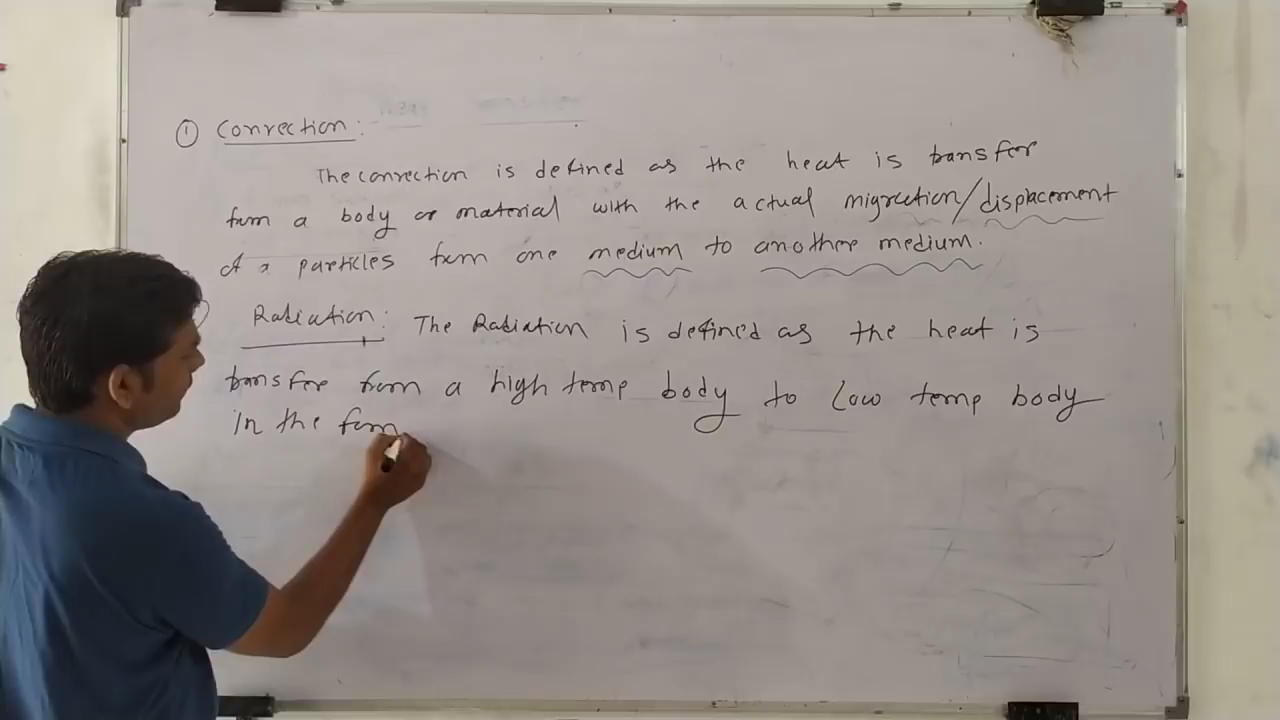 ① Convection:
The convection is defined as the heat is transfer
from a body or material with the actual migration/displacement
of particles from one medium to another medium.
Radiation: The Radiation is defined as the heat is
transfer from a high temp body to Low temp body
in the form